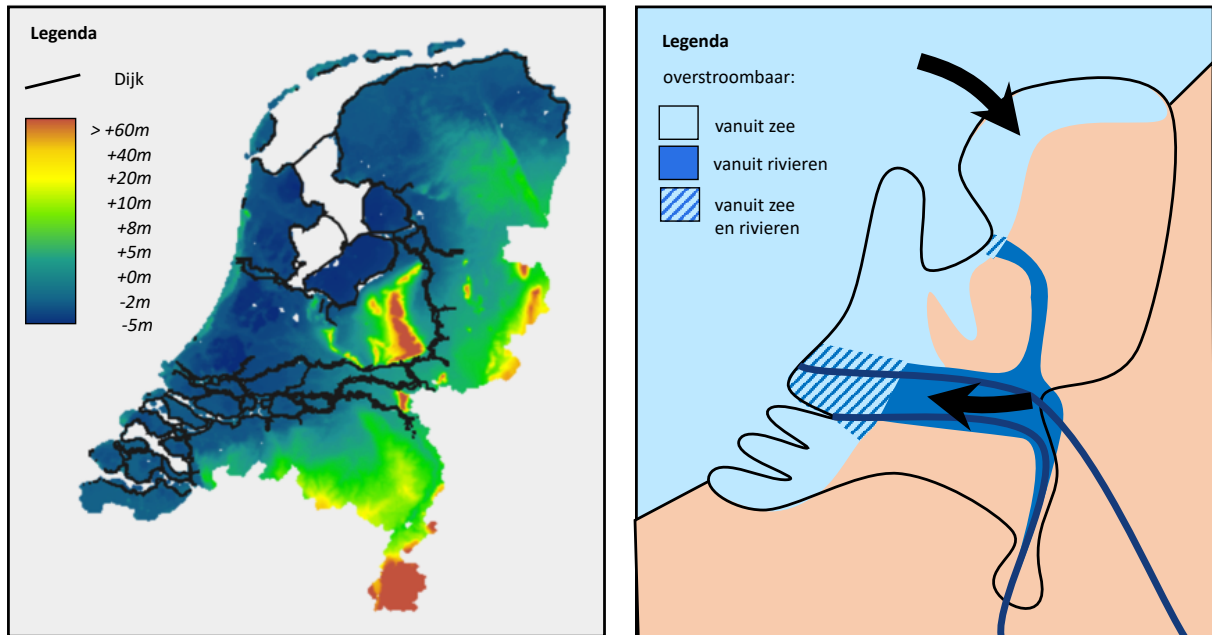 Legenda
Dijk
> +60m
+40m
+20m
+10m
+8m
+5m
+0m
-2m
-5m
Legenda
overstroombaar:
vanuit zee
vanuit rivieren
vanuit zee
en rivieren